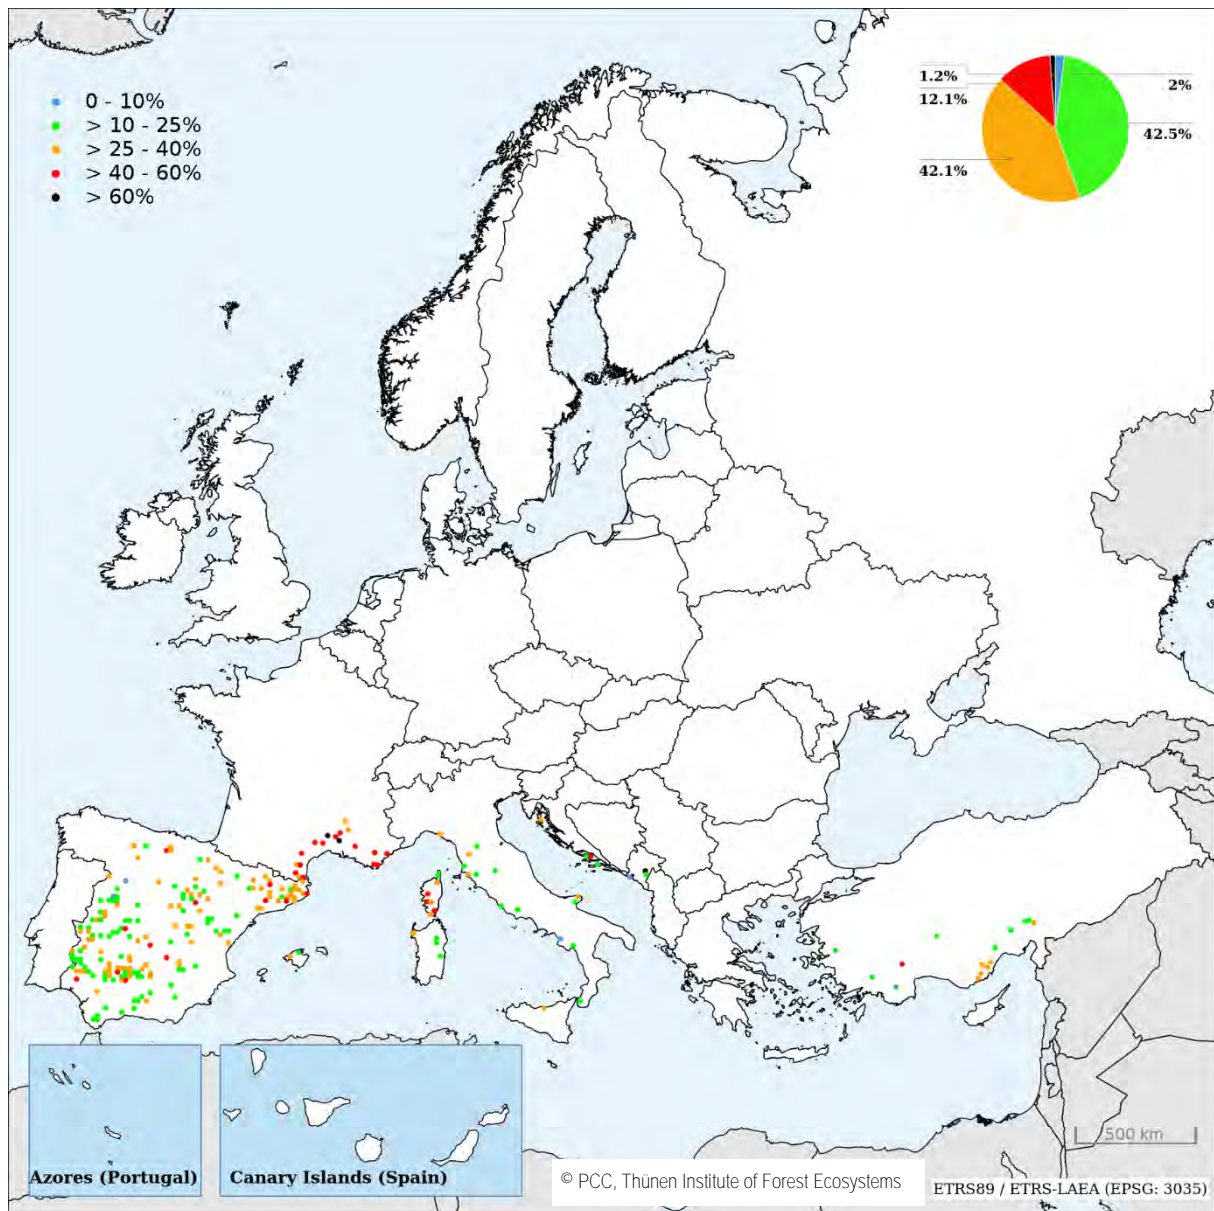 0 - 10%
> 10 - 25%
> 25 - 40%
> 40 - 60%
> 60%
1.2%
12.1%
42.1%
2%
42.5%
500 km
Azores (Portugal)
Canary Islands (Spain)
© PCC, Thünen Institute of Forest Ecosystems
ETRS89 / ETRS-LAEA (EPSG: 3035)